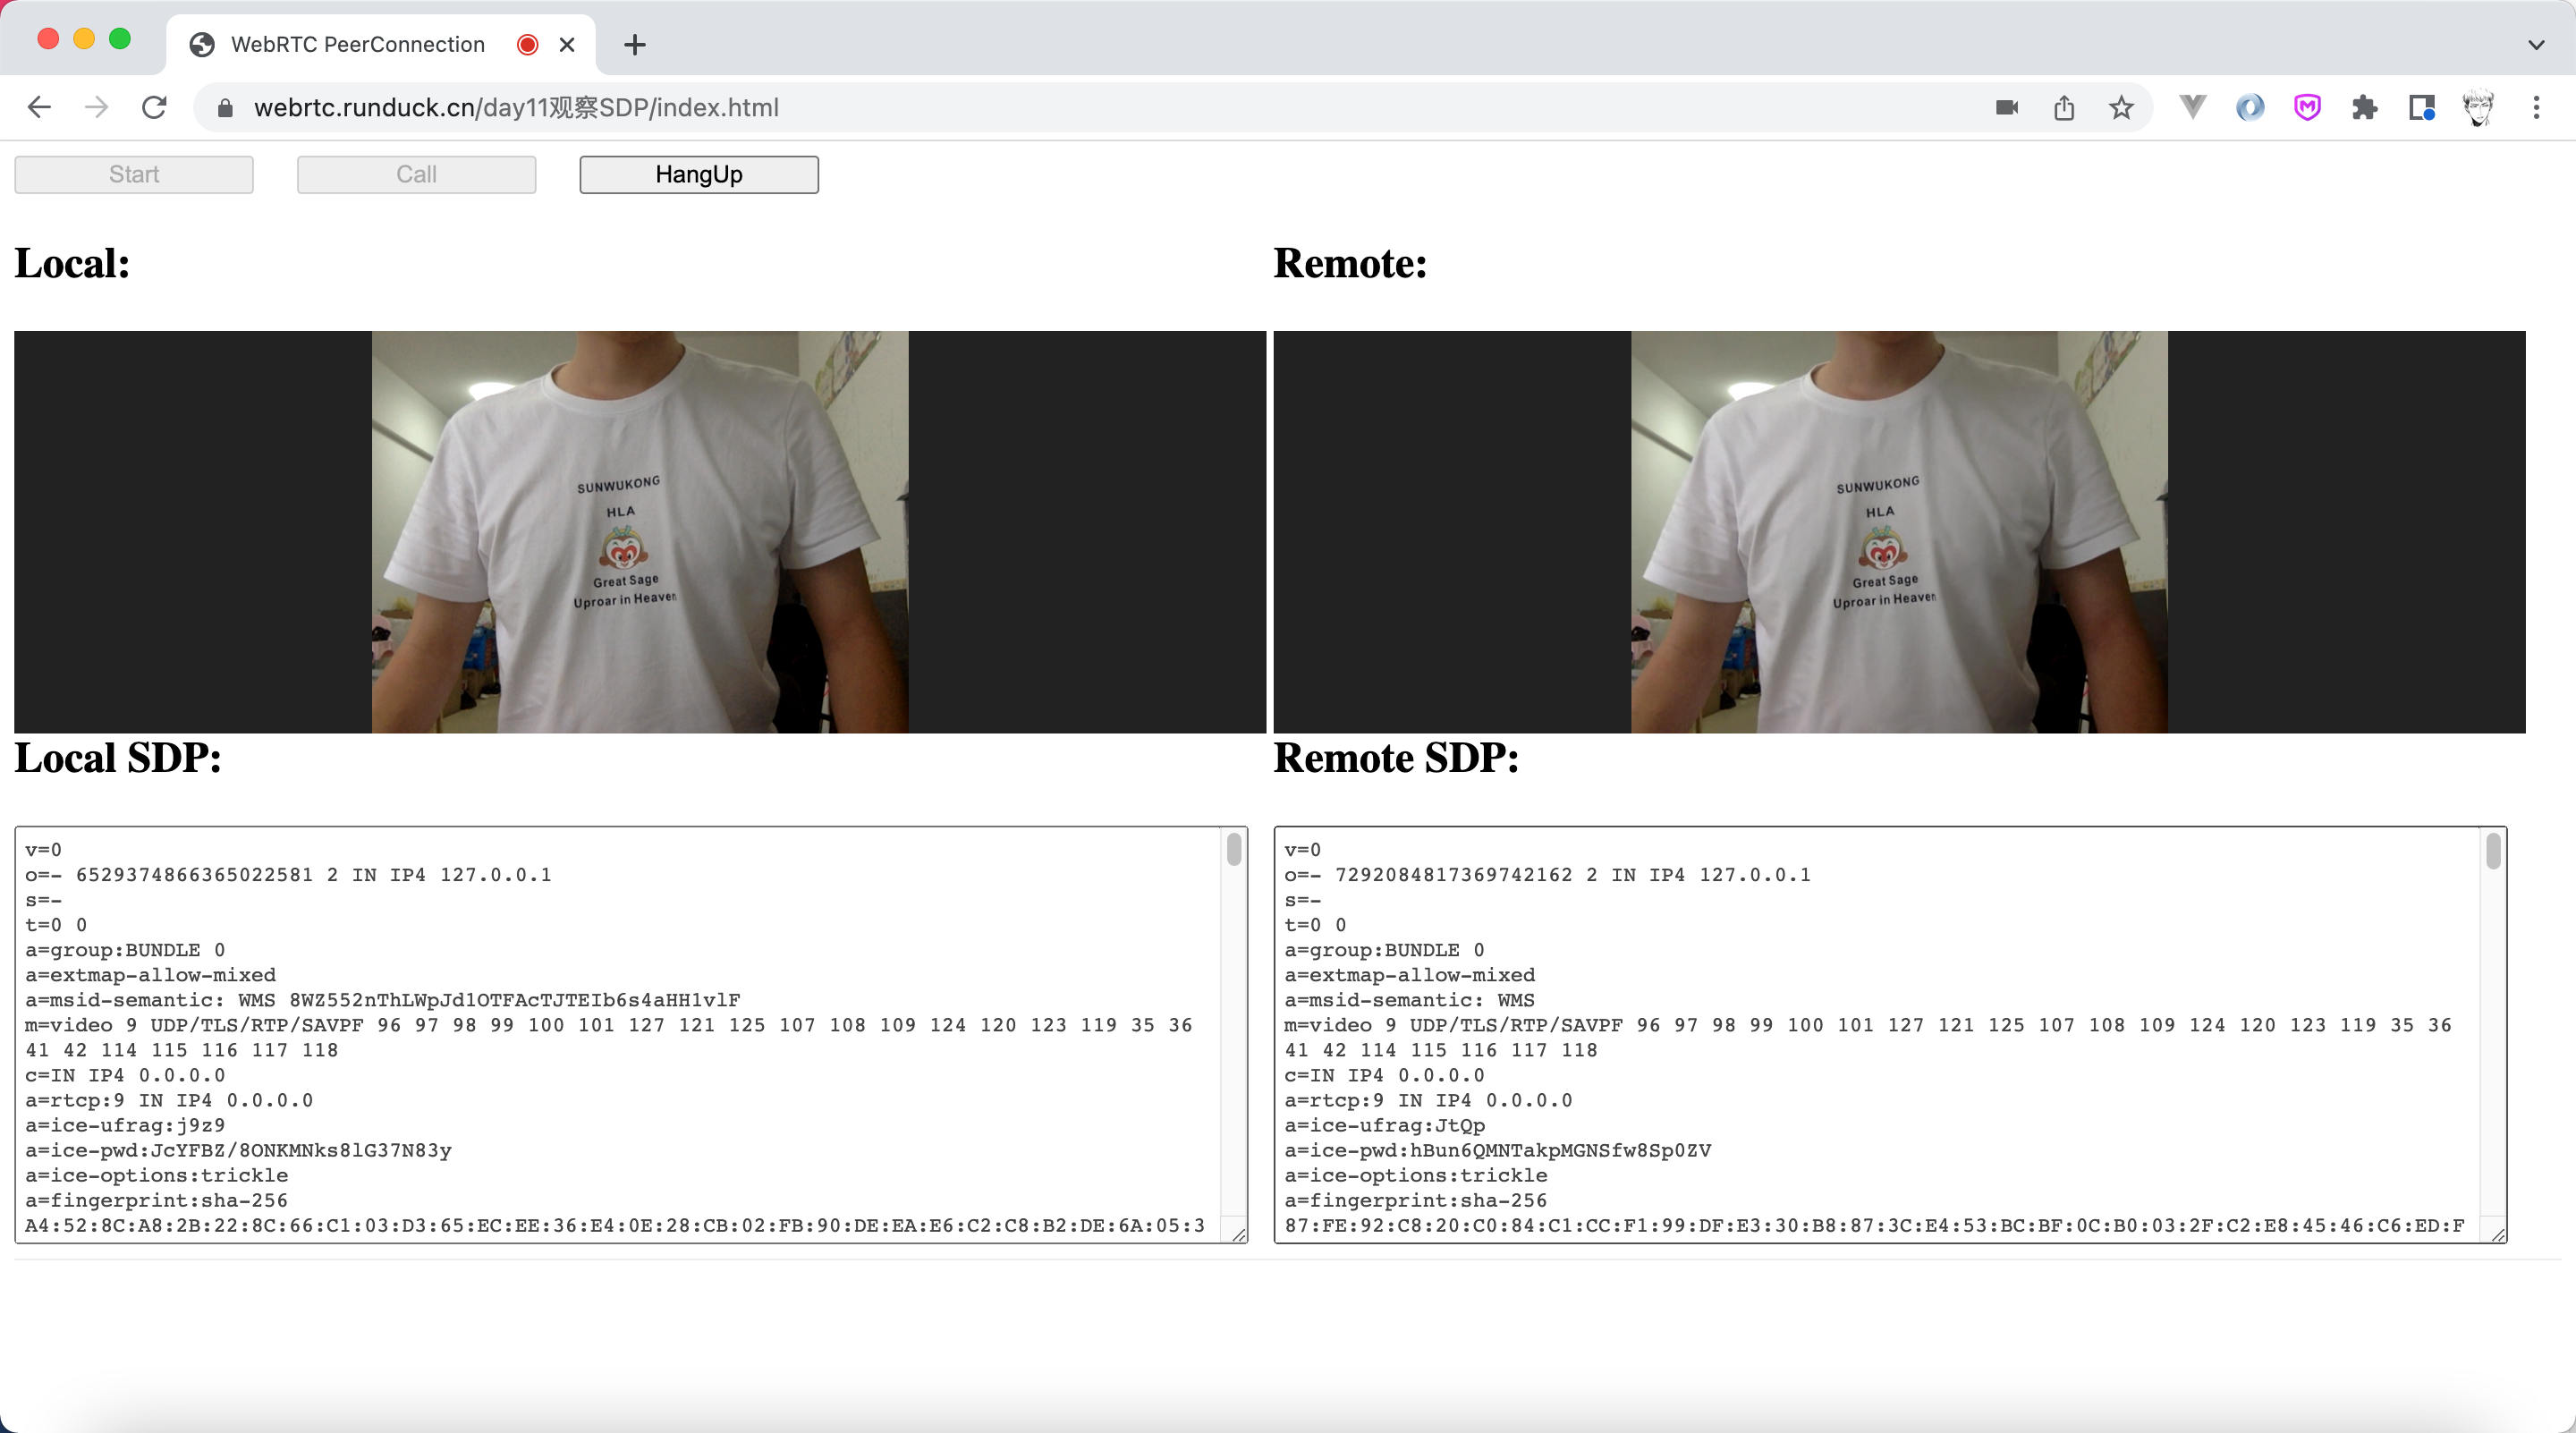 WebRTC PeerConnection
webrtc.runduck.cn/day11观察SDP/index.html
Start
Call
HangUp
Local:
Remote:
SUNWUKONG
HLA
Great Sage
Uproar in Heaven
SUNWUKONG
HLA
Great Sage
Uproar in Heaven
Local SDP:
v=0
o=- 6529374866365022581 2 IN IP4 127.0.0.1
s=-
t=0 0
a=group:BUNDLE 0
a=extmap-allow-mixed
a=msid-semantic: WMS 8WZ552nThLWpJdlOTFAcTJTEIb6s4aHH1vlF
m=video 9 UDP/TLS/RTP/SAVPF 96 97 98 99 100 101 127 121 125 107 108 109 124 120 123 119 35 36
41 42 114 115 116 117 118
c=IN IP4 0.0.0.0
a=rtcp:9 IN IP4 0.0.0.0
a=ice-ufrag:j9z9
a=ice-pwd:JcYFBZ/8ONKMNks8lG37N83y
a=ice-options:trickle
a=fingerprint:sha-256
A4:52:8C:A8:2B:22:8C:66:C1:03:D3:65:EC:EE:36:E4:0E:28:CB:02:FB:90:DE:EA:E6:C2:C8:B2:DE:6A:05:3
Remote SDP:
v=0
o=- 7292084817369742162 2 IN IP4 127.0.0.1
s=-
t=0 0
a=group:BUNDLE 0
a=extmap-allow-mixed
a=msid-semantic: WMS
m=video 9 UDP/TLS/RTP/SAVPF 96 97 98 99 100 101 127 121 125 107 108 109 124 120 123 119 35 36
41 42 114 115 116 117 118
c=IN IP4 0.0.0.0
a=rtcp:9 IN IP4 0.0.0.0
a=ice-ufrag:JtQp
a=ice-pwd:hBun6QMNTakpMGNSfw8Sp0ZV
a=ice-options:trickle
a=fingerprint:sha-256
87:FE:92:C8:20:C0:84:C1:CC:F1:99:DF:E3:30:B8:87:3C:E4:53:BC:BF:0C:B0:03:2F:C2:E8:45:46:C6:ED:F